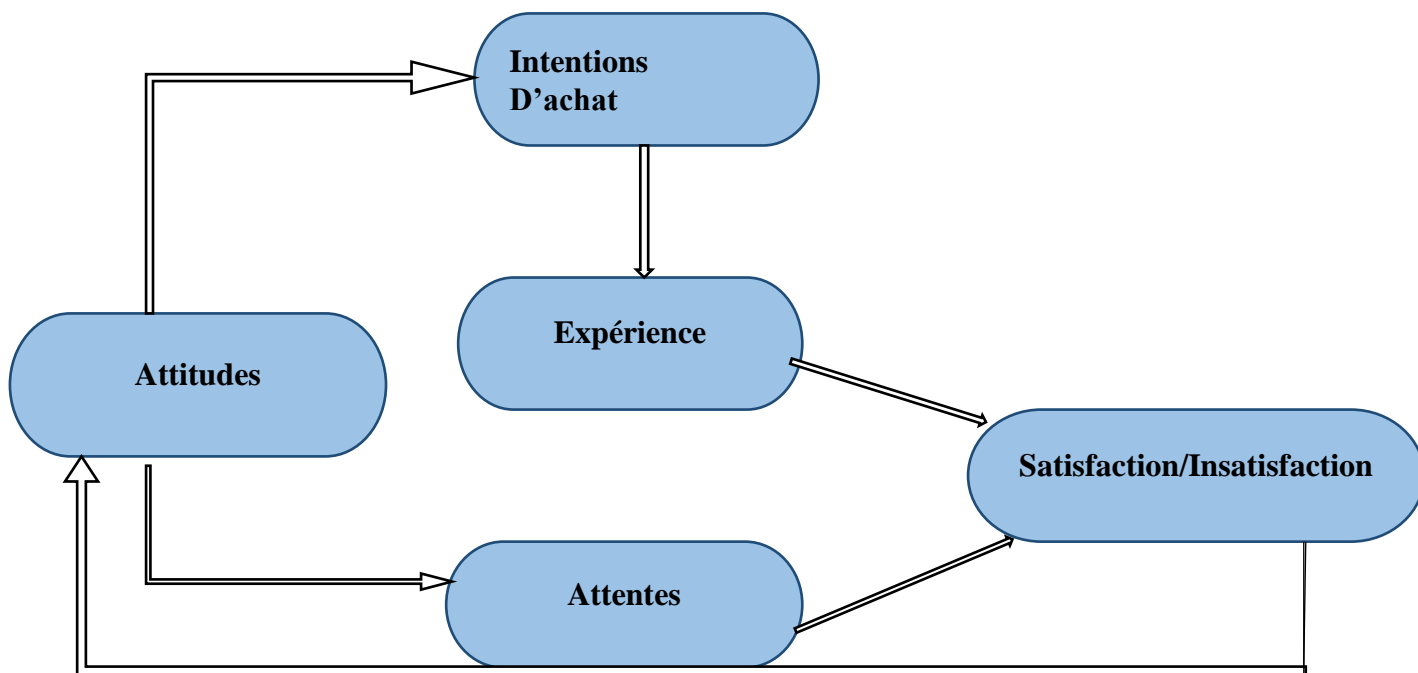 Intentions
D’achat
Expérience
Attitudes
Satisfaction/Insatisfaction
Attentes